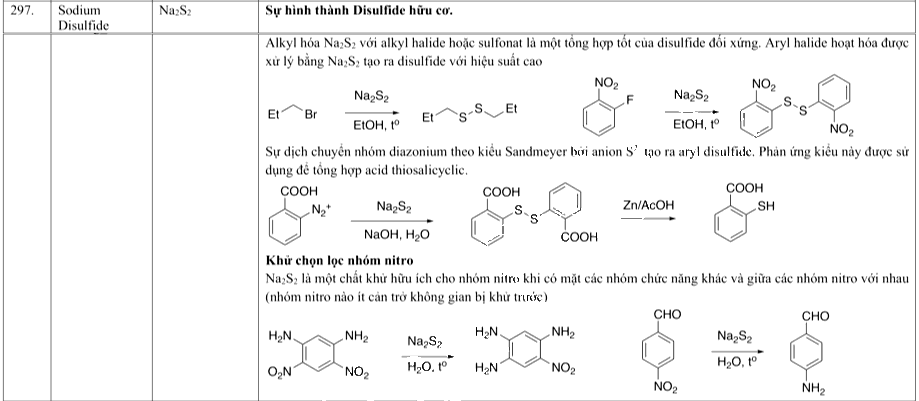 297. Sodium Disulfide Na₂S₂ Sự hình thành Disulfide hữu cơ.
Alkyl hóa Na₂S₂ với alkyl halide hoặc sulfonat là một tổng hợp tốt của disulfide đối xứng. Aryl halide hoạt hóa được
xử lý bằng Na₂S₂ tạo ra disulfide với hiệu suất cao
Et Br Na₂S₂ EtOH, tº Et S S Et NO₂ F Na₂S₂ EtOH, tº NO₂ S S NO₂
Sự dịch chuyển nhóm diazonium theo kiểu Sandmeyer bởi anion S²⁻ tạo ra aryl disulfide. Phản ứng kiểu này được sử
dụng để tổng hợp acid thiosalicyclic.
COOH N₂⁺ Na₂S₂ NaOH, H₂O COOH S S COOH Zn/AcOH COOH SH
Khử chọn lọc nhóm nitro
Na₂S₂ là một chất khử hữu ích cho nhóm nitro khi có mặt các nhóm chức năng khác và giữa các nhóm nitro với nhau
(nhóm nitro nào ít cản trở không gian bị khử trước)
H₂N NH₂ O₂N NO₂ Na₂S₂ H₂O, tº H₂N NH₂ H₂N NO₂ CHO NO₂ Na₂S₂ H₂O, tº CHO NH₂